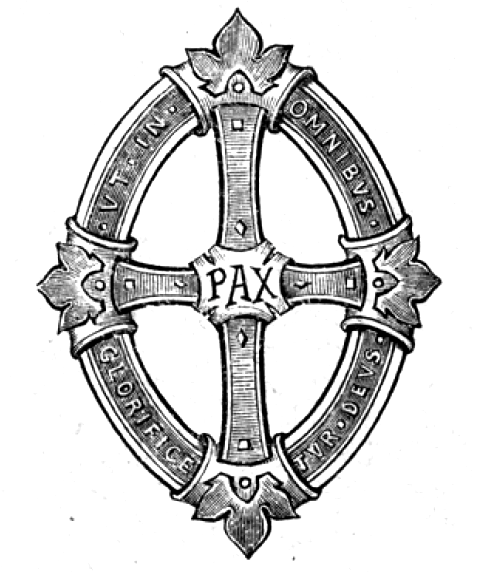 · VT · IN ·
OMNIBVS ·
PAX
GLORIFICE
TVR · DEVS ·